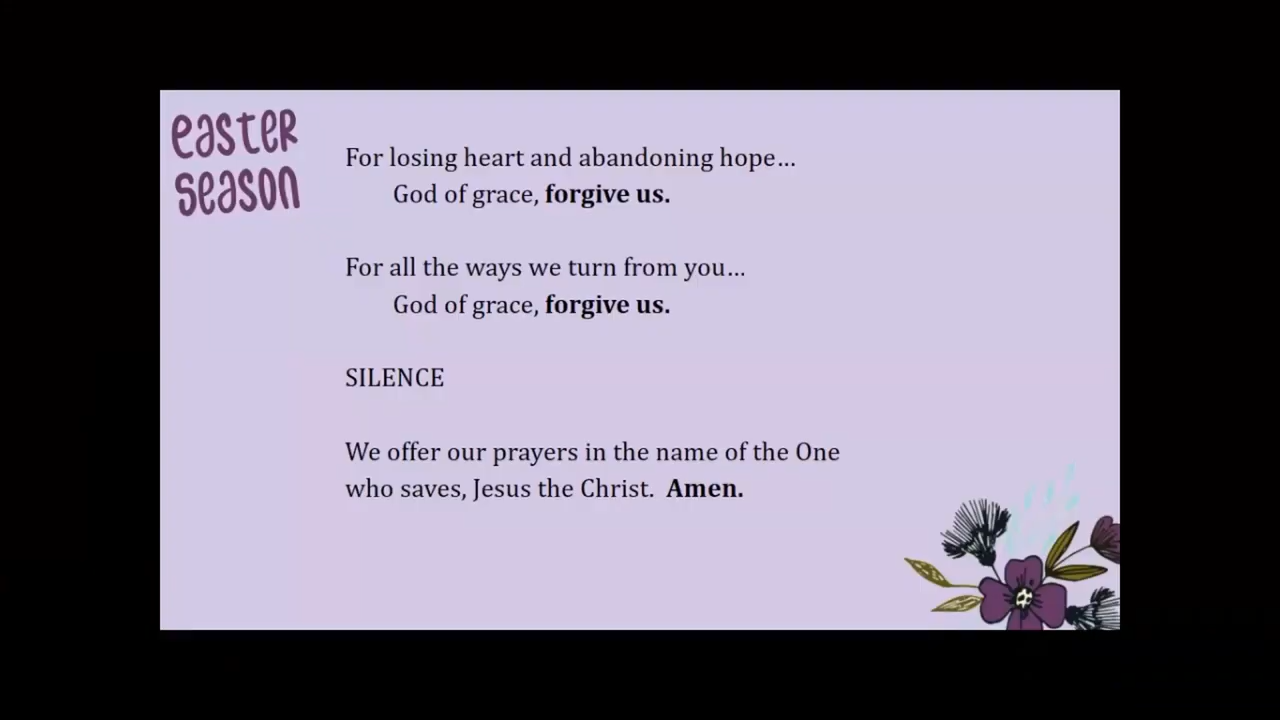 easter
season
For losing heart and abandoning hope…
God of grace, forgive us.
For all the ways we turn from you…
God of grace, forgive us.
SILENCE
We offer our prayers in the name of the One
who saves, Jesus the Christ.  Amen.